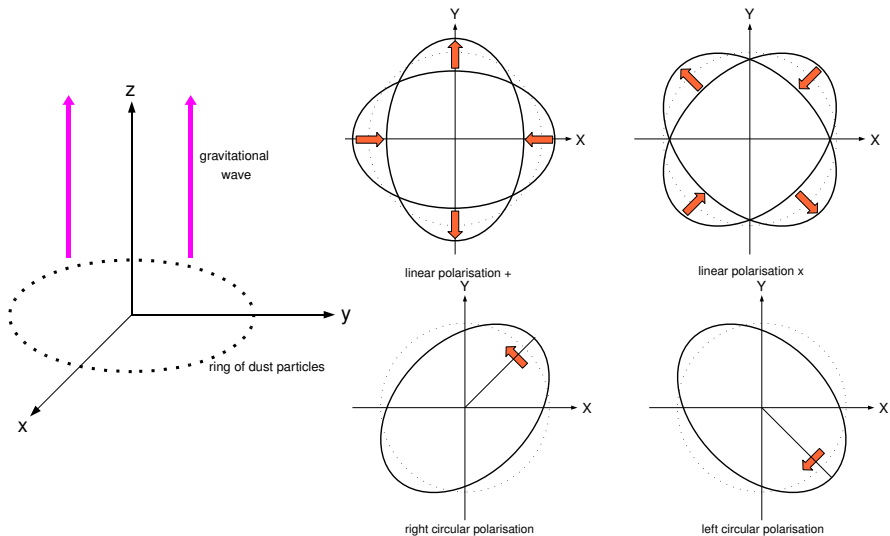 z
gravitational
wave
y
ring of dust particles
x
Y
X
linear polarisation +
Y
X
linear polarisation x
Y
X
right circular polarisation
Y
X
left circular polarisation